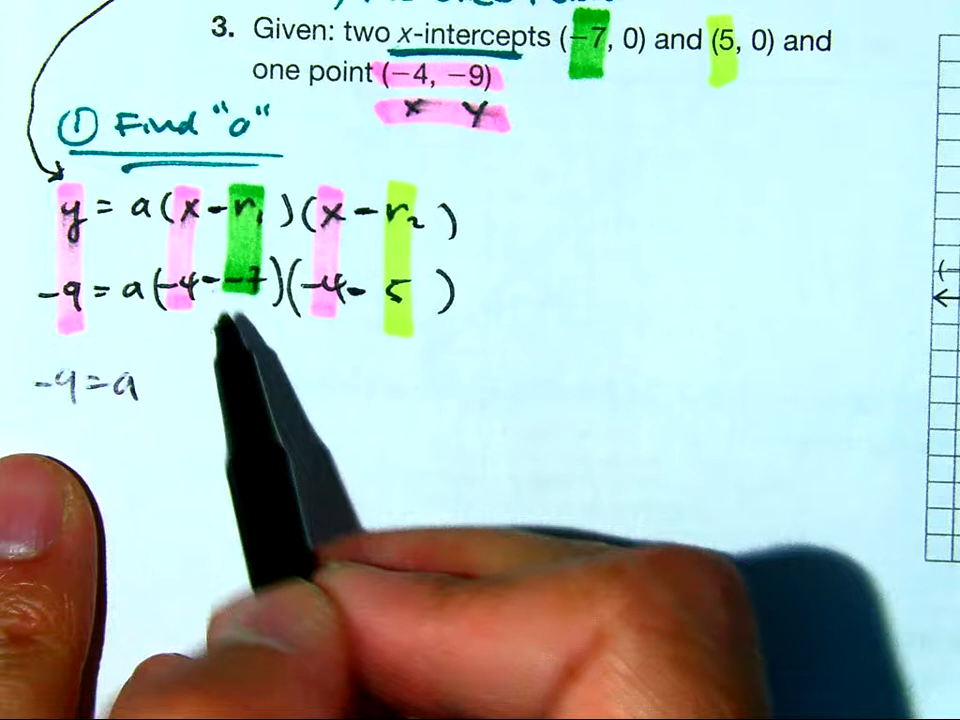 3. Given: two x-intercepts (−7, 0) and (5, 0) and
one point (−4, −9)
x y
① Find "a"
y = a(x - r₁)(x - r₂)
-9 = a(-4 - -7)(-4 - 5)
-9 = a